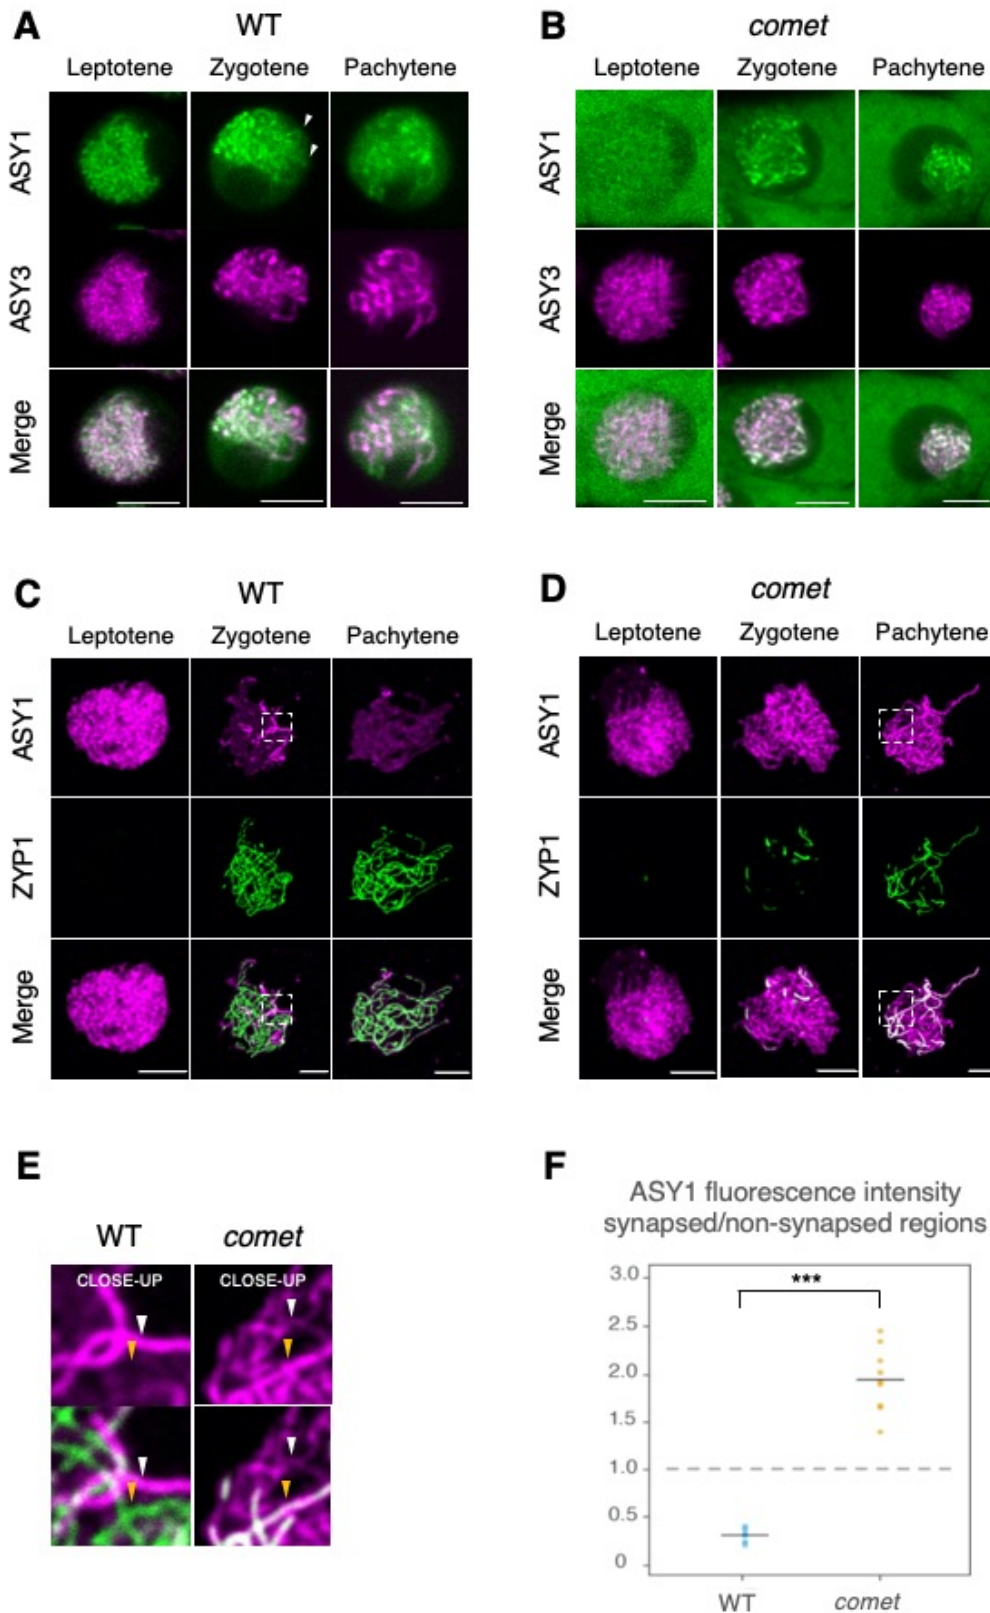 A
WT
Leptotene Zygotene Pachytene
ASY1
ASY3
Merge
B
comet
Leptotene Zygotene Pachytene
ASY1
ASY3
Merge
C
WT
Leptotene Zygotene Pachytene
ASY1
ZYP1
Merge
D
comet
Leptotene Zygotene Pachytene
ASY1
ZYP1
Merge
E
WT comet
CLOSE-UP CLOSE-UP
F
ASY1 fluorescence intensity
synapsed/non-synapsed regions
***
3.0
2.5
2.0
1.5
1.0
0.5
0
WT comet